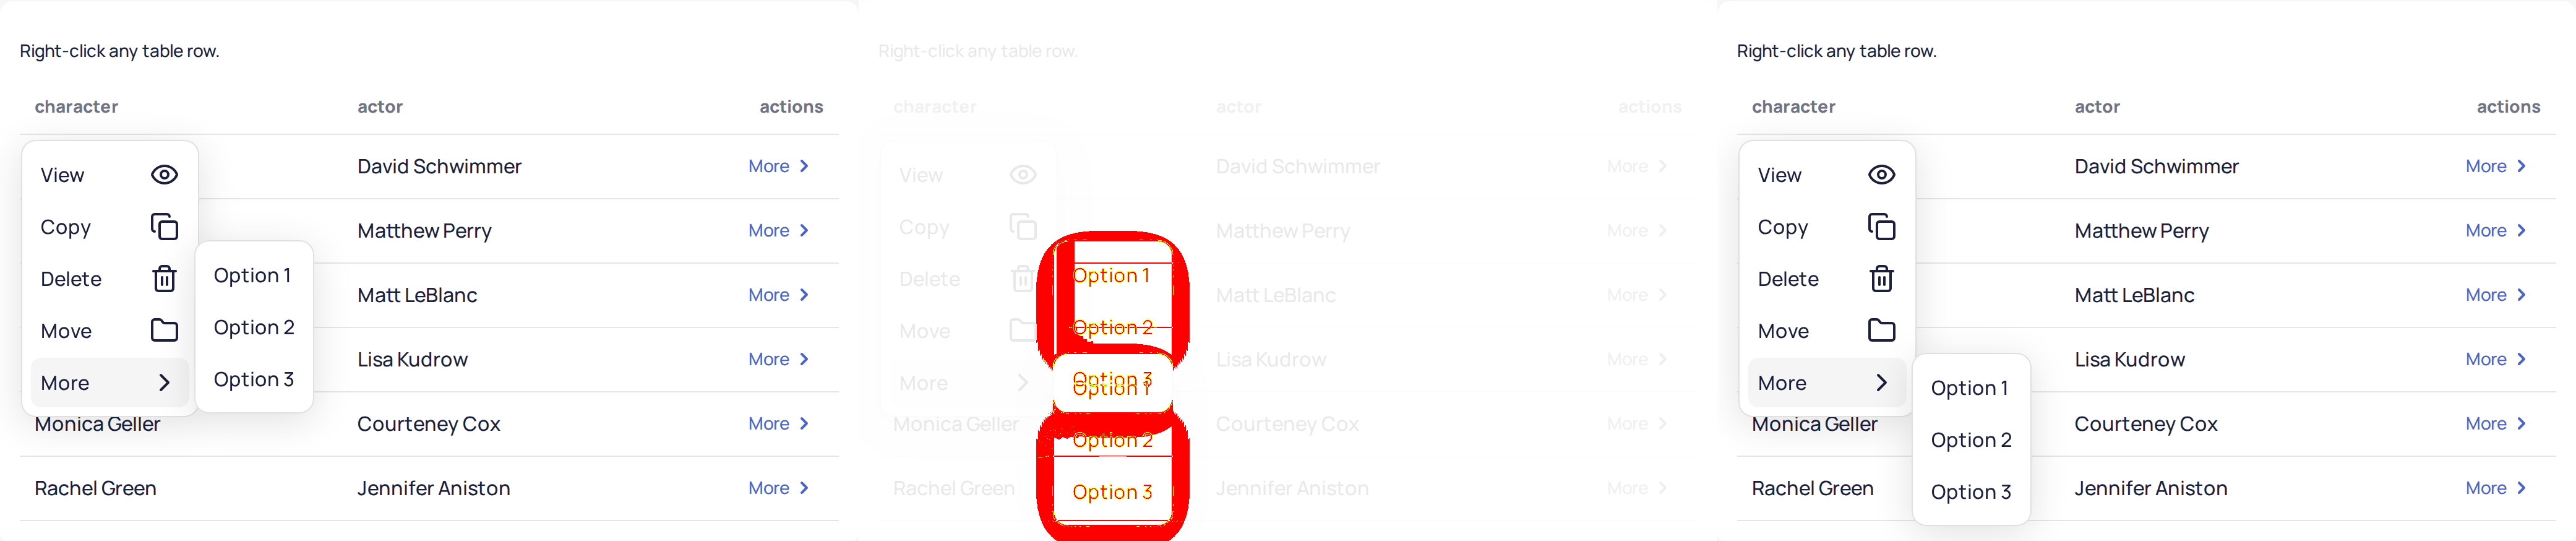 Right-click any table row.
character actor actions
View
David Schwimmer More
Copy
Matthew Perry More
Delete
Option 1
Matt LeBlanc More
Move
Option 2
Lisa Kudrow More
More
Option 3
Monica Geller Courteney Cox More
Rachel Green Jennifer Aniston More
Right-click any table row.
character actor actions
View
David Schwimmer More
Copy
Matthew Perry More
Delete
Option 1
Matt LeBlanc More
Move
Option 2
Lisa Kudrow More
More
Option 3
Option 1
Monica Geller Courteney Cox More
Option 2
Rachel Green Jennifer Aniston More
Option 3
Right-click any table row.
character actor actions
View
David Schwimmer More
Copy
Matthew Perry More
Delete
Matt LeBlanc More
Move
Lisa Kudrow More
More
Option 1
Monica Geller Courteney Cox More
Option 2
Rachel Green Jennifer Aniston More
Option 3